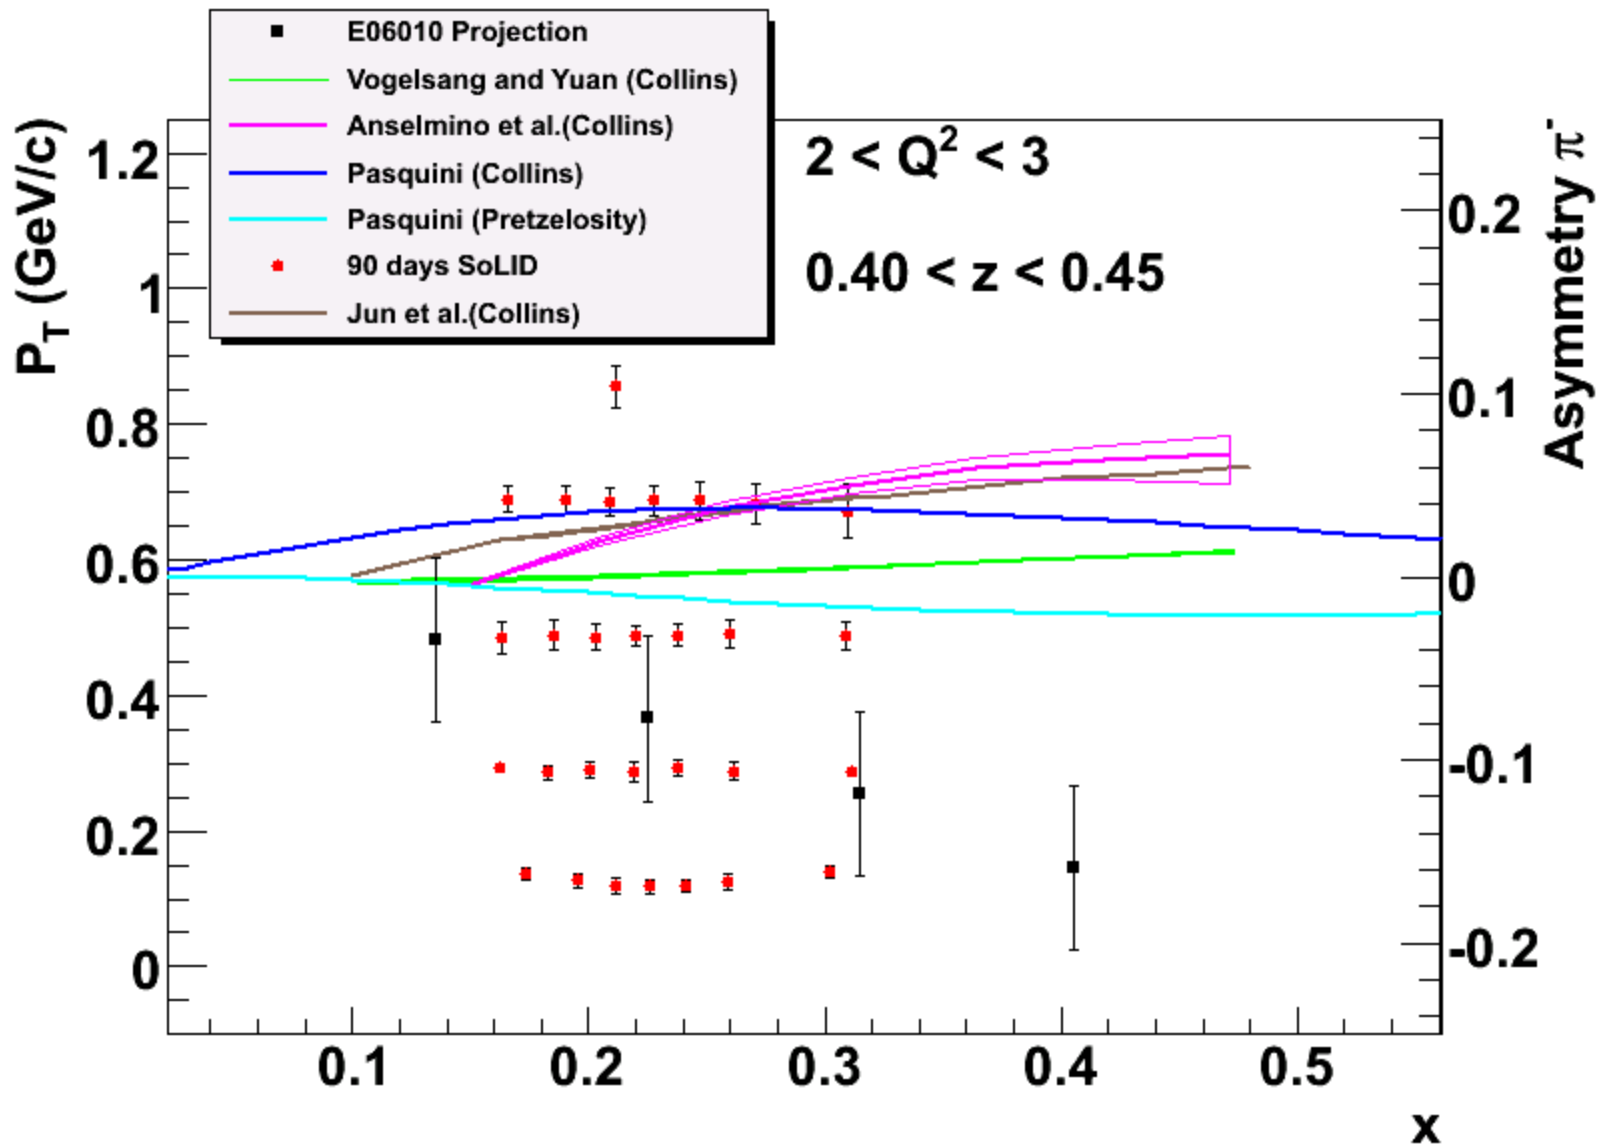 E06010 Projection
Vogelsang and Yuan (Collins)
Anselmino et al.(Collins)
Pasquini (Collins)
Pasquini (Pretzelosity)
90 days SoLID
Jun et al.(Collins)
2 < Q² < 3
0.40 < z < 0.45
P_T (GeV/c)
1.2
1
0.8
0.6
0.4
0.2
0
Asymmetry π⁻
0.2
0.1
0
-0.1
-0.2
0.1 0.2 0.3 0.4 0.5
x